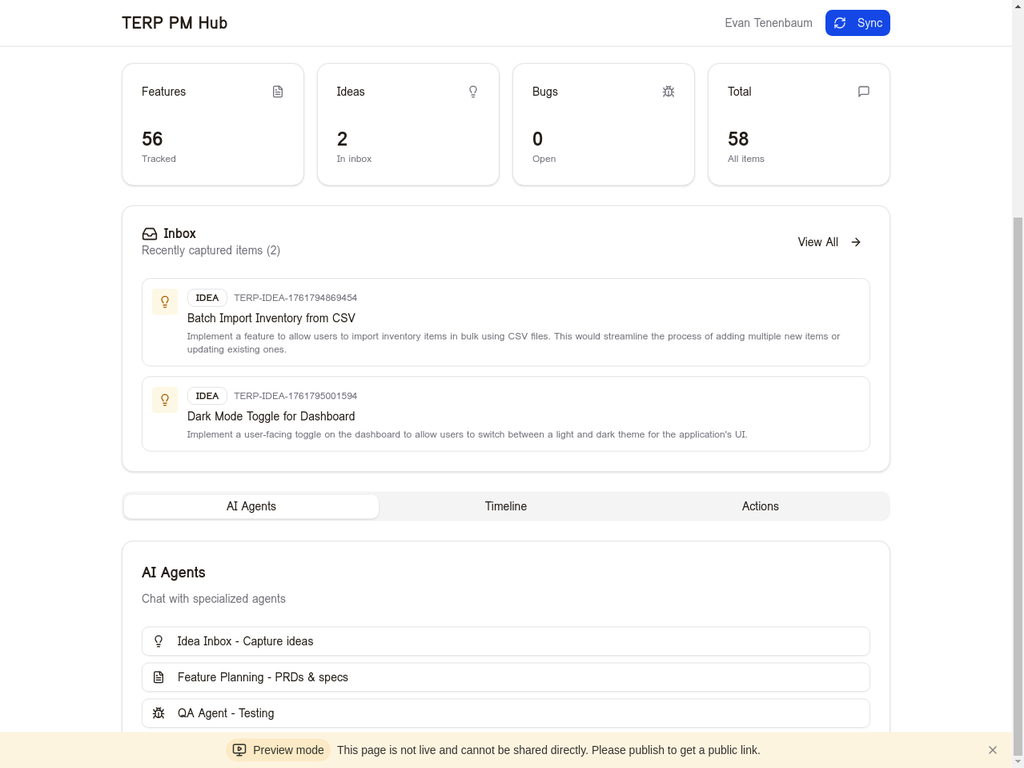 TERP PM Hub
Evan Tenenbaum
Sync
Features
Ideas
Bugs
Total
56
2
0
58
Tracked
In inbox
Open
All items
Inbox
Recently captured items (2)
View All
IDEA TERP-IDEA-1761794869454
Batch Import Inventory from CSV
Implement a feature to allow users to import inventory items in bulk using CSV files. This would streamline the process of adding multiple new items or
updating existing ones.
IDEA TERP-IDEA-1761795001594
Dark Mode Toggle for Dashboard
Implement a user-facing toggle on the dashboard to allow users to switch between a light and dark theme for the application's UI.
AI Agents
Timeline
Actions
AI Agents
Chat with specialized agents
Idea Inbox - Capture ideas
Feature Planning - PRDs & specs
QA Agent - Testing
Preview mode This page is not live and cannot be shared directly. Please publish to get a public link.